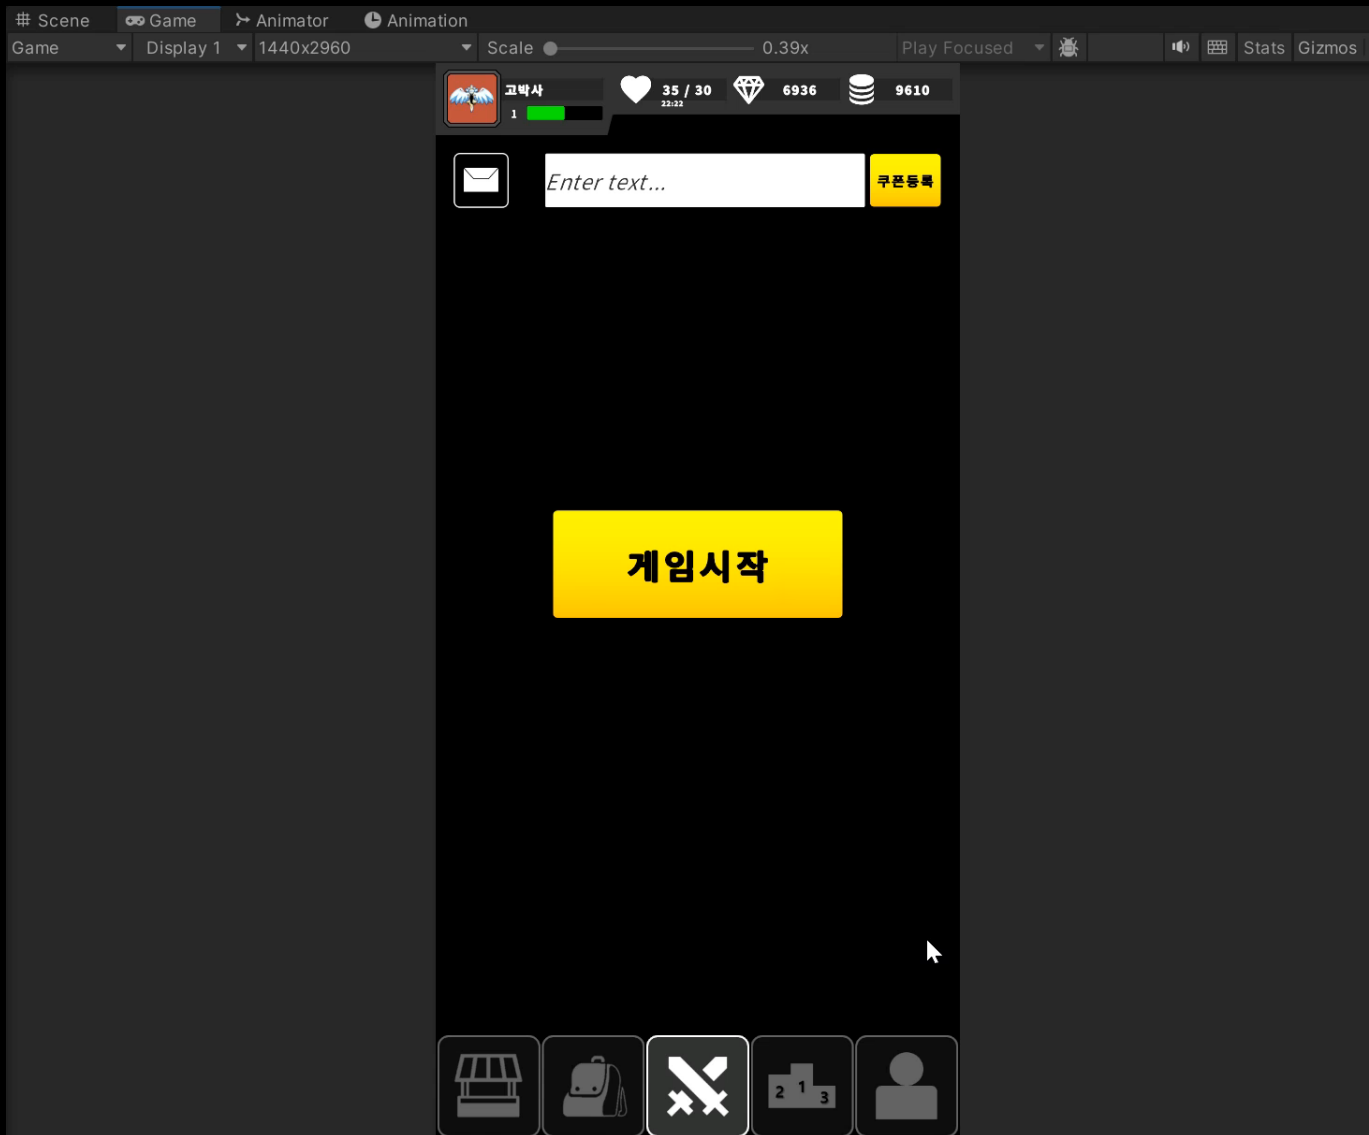 Scene Game Animator Animation
Game Display 1 1440x2960 Scale 0.39x Play Focused Stats Gizmos
고박사 35 / 30 6936 9610
22:22
1
Enter text... 쿠폰등록
게임시작
2 1 3